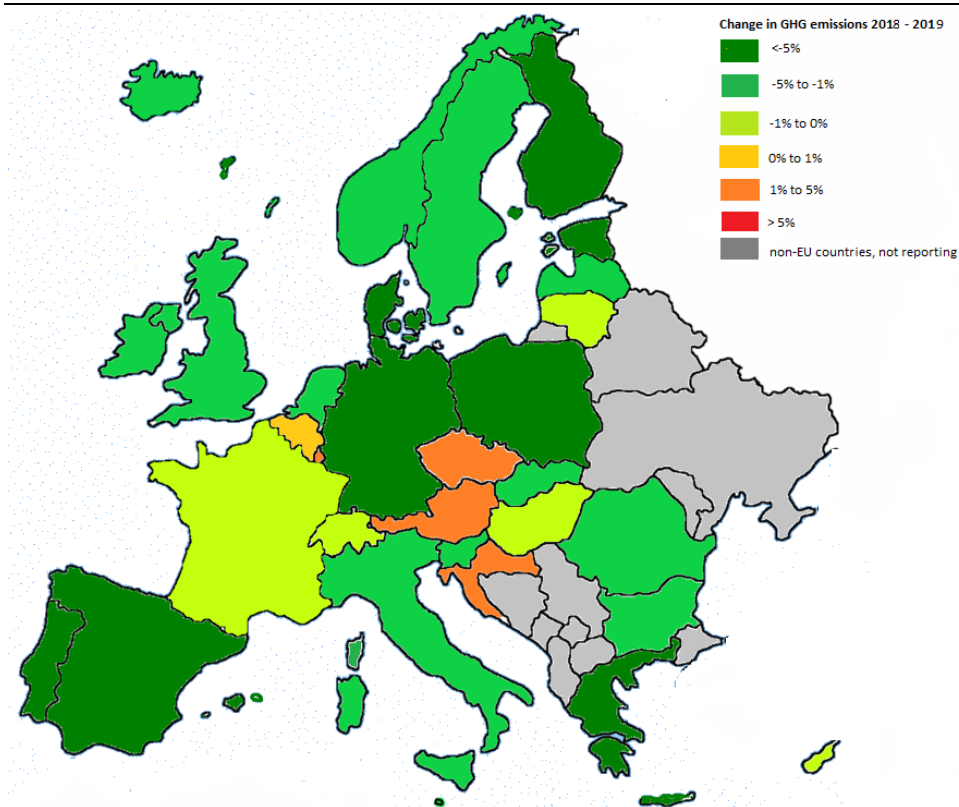 Change in GHG emissions 2018 - 2019
<-5%
-5% to -1%
-1% to 0%
0% to 1%
1% to 5%
> 5%
non-EU countries, not reporting